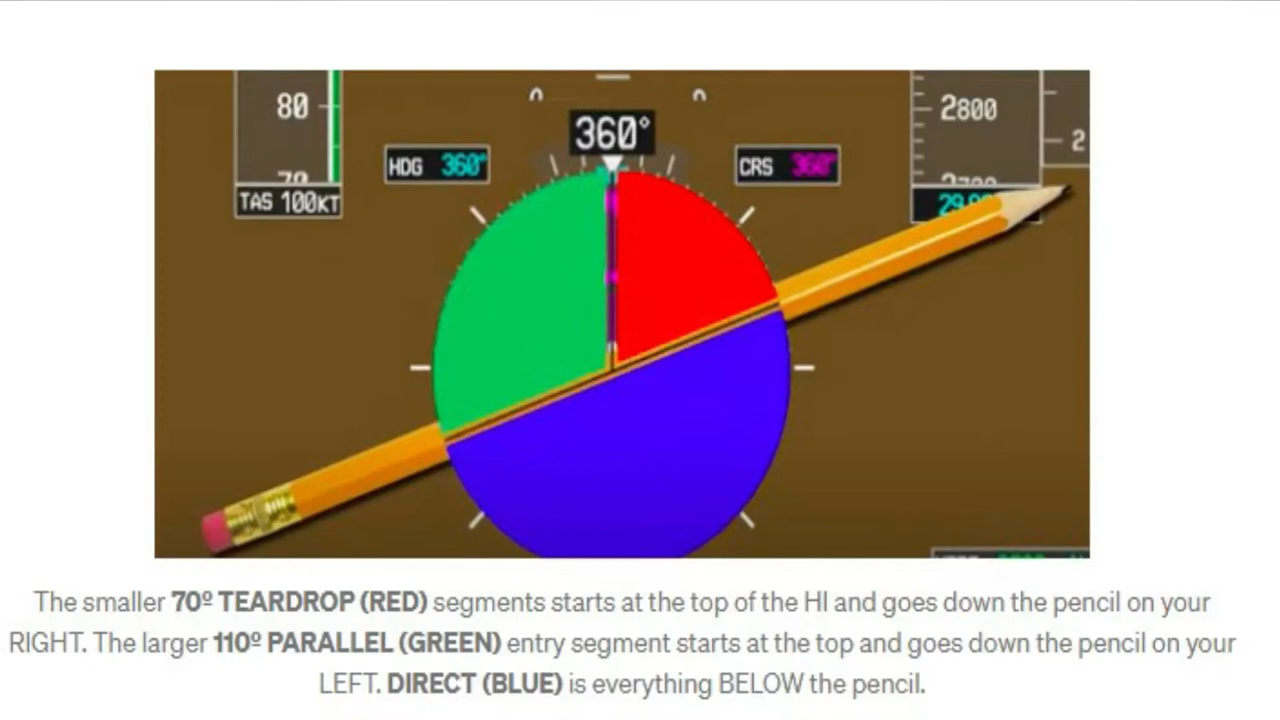 80
2800
360°
HDG 360°
CRS 360°
2
TAS 100KT
The smaller 70º TEARDROP (RED) segments starts at the top of the HI and goes down the pencil on your
RIGHT. The larger 110º PARALLEL (GREEN) entry segment starts at the top and goes down the pencil on your
LEFT. DIRECT (BLUE) is everything BELOW the pencil.